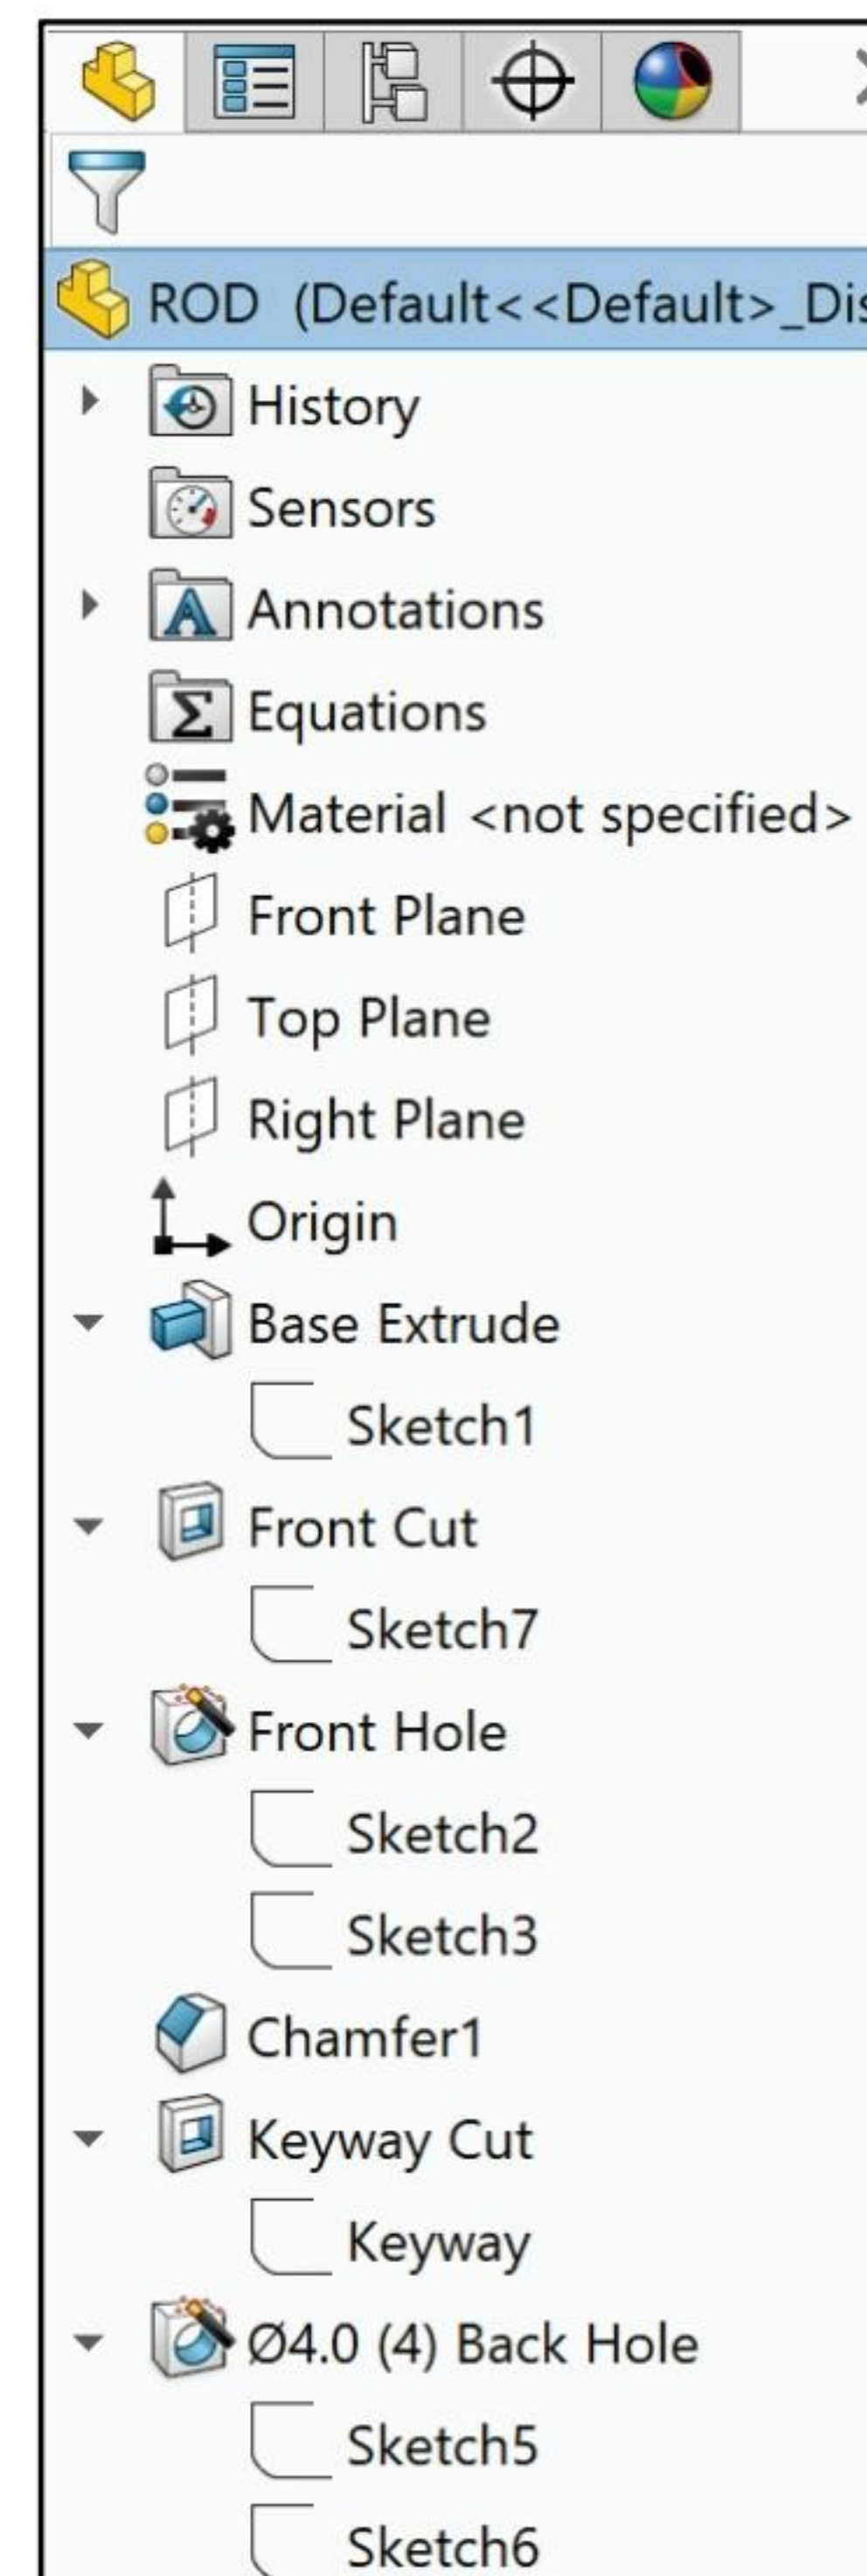 ROD (Default<<Default>_Dis
History
Sensors
Annotations
Equations
Material <not specified>
Front Plane
Top Plane
Right Plane
Origin
Base Extrude
Sketch1
Front Cut
Sketch7
Front Hole
Sketch2
Sketch3
Chamfer1
Keyway Cut
Keyway
Ø4.0 (4) Back Hole
Sketch5
Sketch6